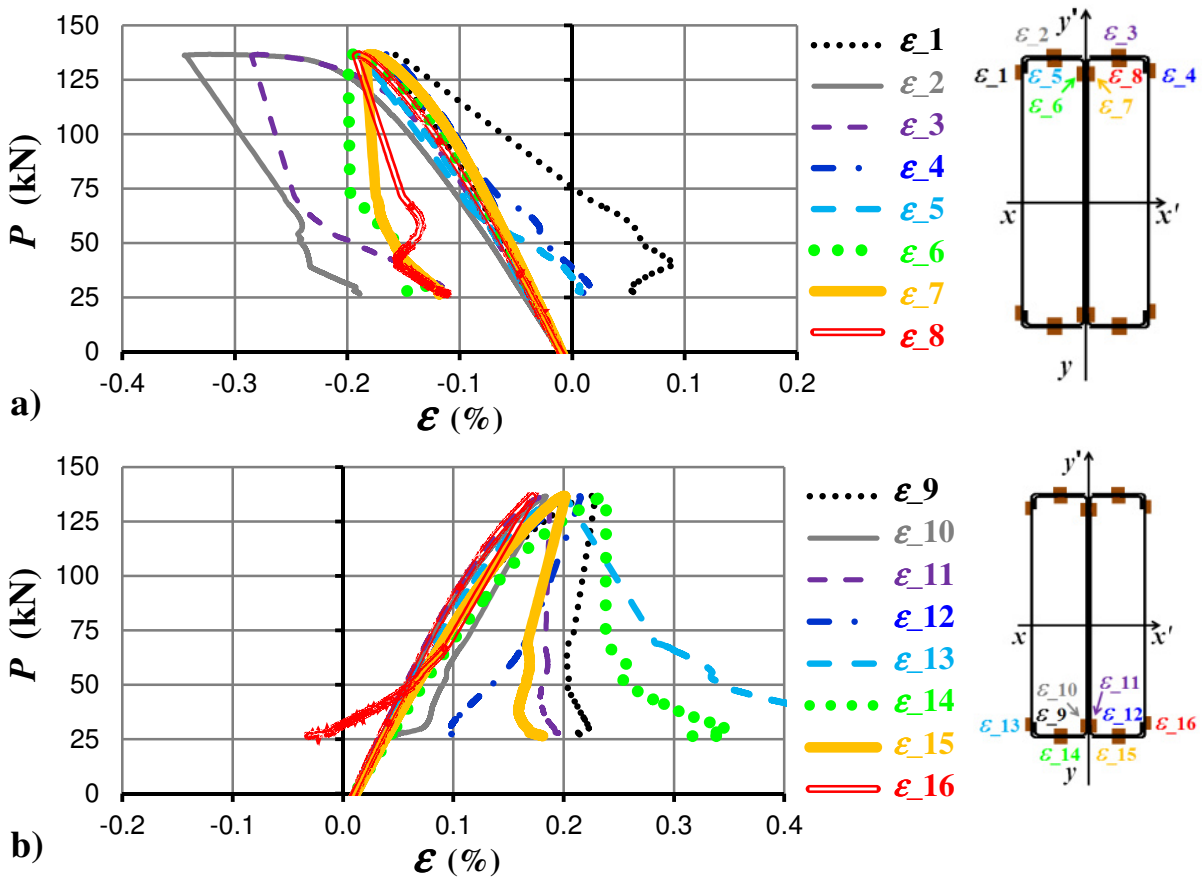 150
125
100
75
50
25
0
P (kN)
-0.4 -0.3 -0.2 -0.1 0.0 0.1 0.2
ε (%)
a)
ε_1
ε_2
ε_3
ε_4
ε_5
ε_6
ε_7
ε_8
y'
ε_2 ε_3
ε_1 ε_5 ε_8 ε_4
ε_6 ε_7
x x'
y
150
125
100
75
50
25
0
P (kN)
-0.2 -0.1 0.0 0.1 0.2 0.3 0.4
ε (%)
b)
ε_9
ε_10
ε_11
ε_12
ε_13
ε_14
ε_15
ε_16
y'
x x'
ε_10 ε_11
ε_13 ε_9 ε_12 ε_16
ε_14 ε_15
y